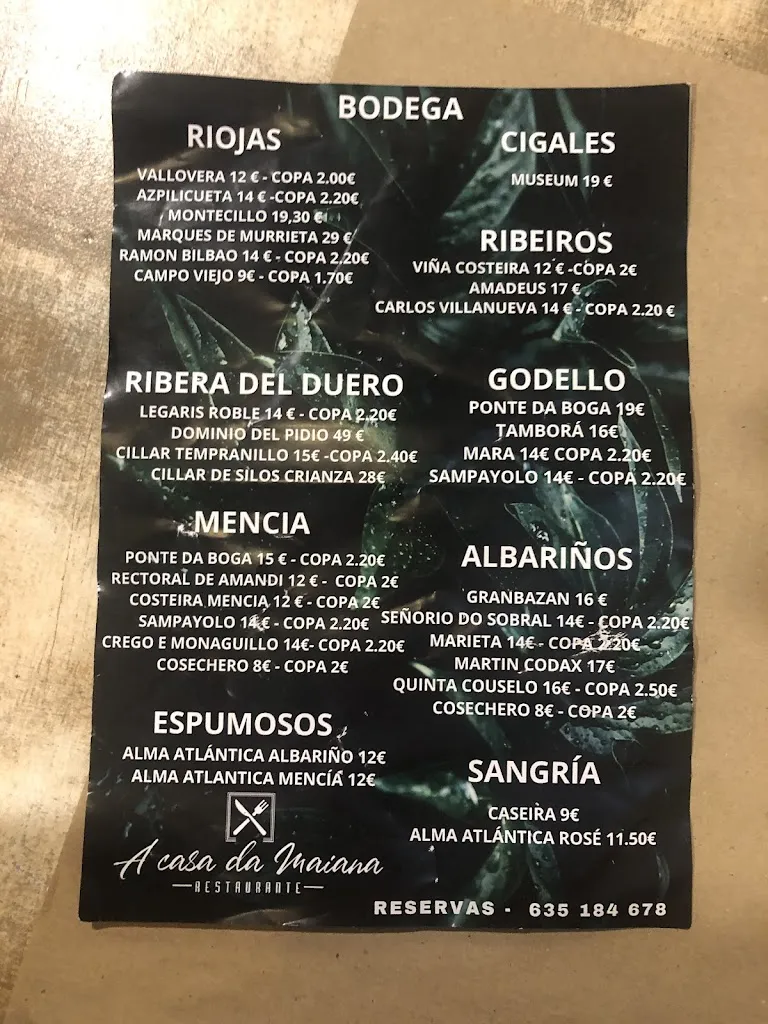 BODEGA
RIOJAS
VALLOVERA 12 € - COPA 2.00€
AZPILICUETA 14 € -COPA 2.20€
MONTECILLO 19,30 €
MARQUES DE MURRIETA 29 €
RAMON BILBAO 14 € - COPA 2.20€
CAMPO VIEJO 9€ - COPA 1.70€
RIBERA DEL DUERO
LEGARIS ROBLE 14 € - COPA 2.20€
DOMINIO DEL PIDIO 49 €
CILLAR TEMPRANILLO 15€ -COPA 2.40€
CILLAR DE SILOS CRIANZA 28€
MENCIA
PONTE DA BOGA 15 € - COPA 2.20€
RECTORAL DE AMANDI 12 € - COPA 2€
COSTEIRA MENCIA 12 € - COPA 2€
SAMPAYOLO 14 € - COPA 2.20€
CREGO E MONAGUILLO 14€- COPA 2.20€
COSECHERO 8€ - COPA 2€
ESPUMOSOS
ALMA ATLÁNTICA ALBARIÑO 12€
ALMA ATLANTICA MENCÍA 12€
A casa da Maiana
RESTAURANTE
CIGALES
MUSEUM 19 €
RIBEIROS
VIÑA COSTEIRA 12 € -COPA 2€
AMADEUS 17 €
CARLOS VILLANUEVA 14 € - COPA 2.20 €
GODELLO
PONTE DA BOGA 19€
TAMBORÁ 16€
MARA 14€ COPA 2.20€
SAMPAYOLO 14€ - COPA 2.20€
ALBARIÑOS
GRANBAZAN 16 €
SEÑORIO DO SOBRAL 14€ - COPA 2.20€
MARIETA 14€ - COPA 2.20€
MARTIN CODAX 17€
QUINTA COUSELO 16€ - COPA 2.50€
COSECHERO 8€ - COPA 2€
SANGRÍA
CASEIRA 9€
ALMA ATLÁNTICA ROSÉ 11.50€
RESERVAS - 635 184 678